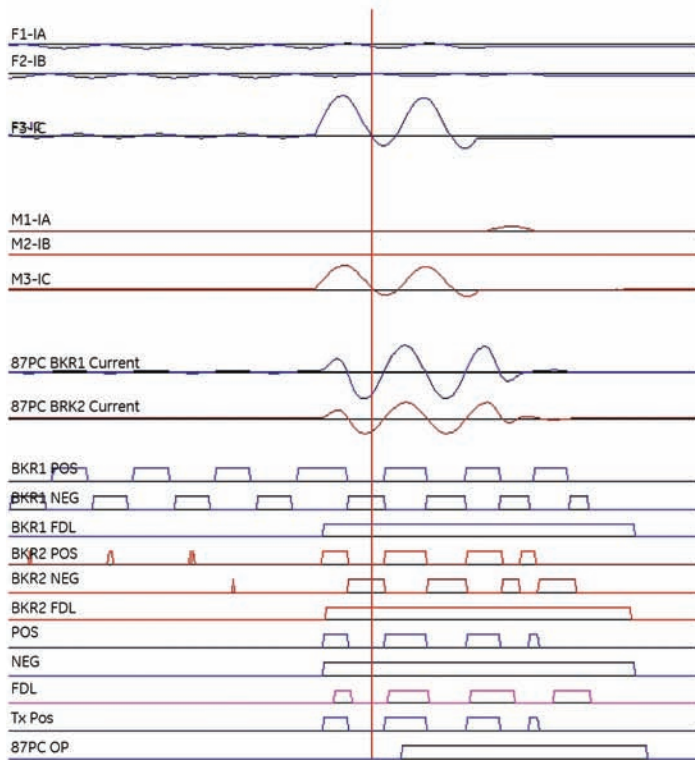 F1-IA
F2-IB
F3-IC
M1-IA
M2-IB
M3-IC
87PC BKR1 Current
87PC BRK2 Current
BKR1 POS
BKR1 NEG
BKR1 FDL
BKR2 POS
BKR2 NEG
BKR2 FDL
POS
NEG
FDL
Tx Pos
87PC OP